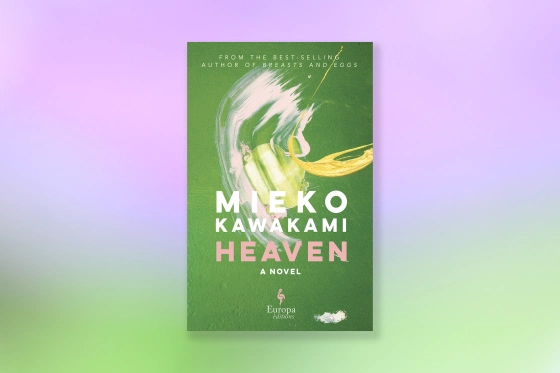 FROM THE BEST-SELLING
AUTHOR OF BREASTS AND EGGS
MIEKO
KAWAKAMI
HEAVEN
A NOVEL
Europa
editions